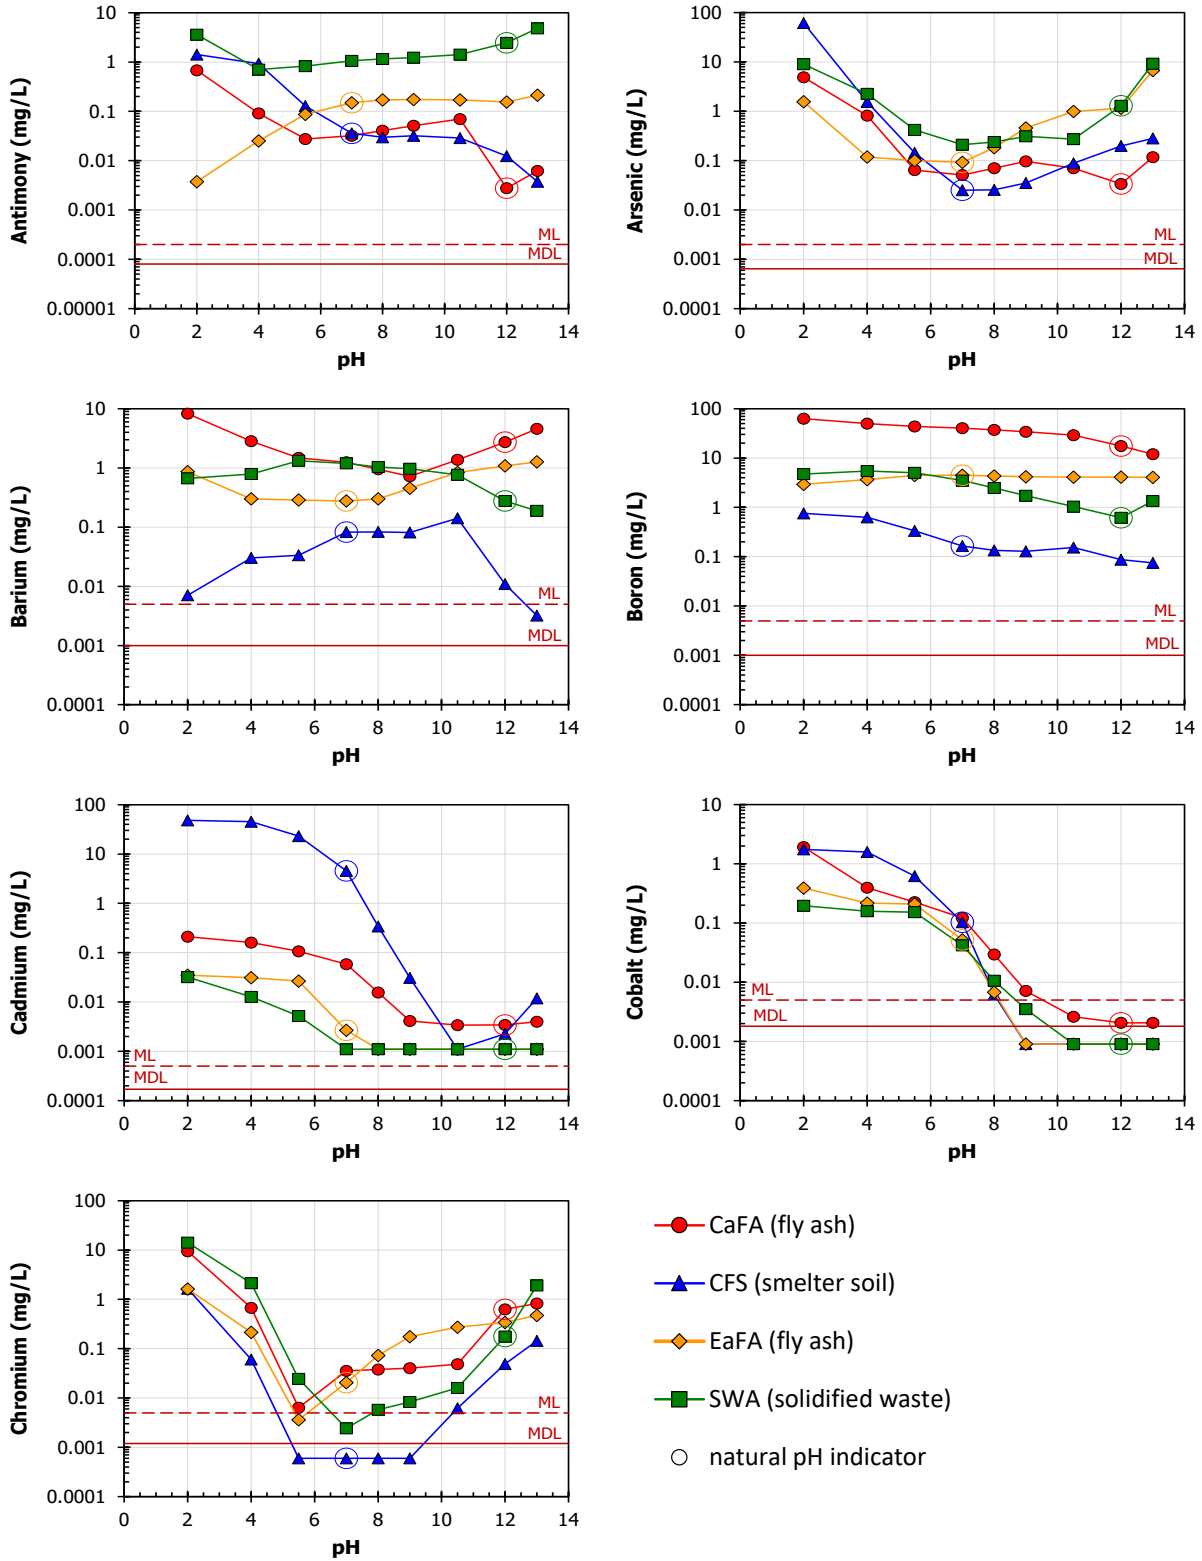 10
1
0.1
0.01
0.001
0.0001
0.00001
Antimony (mg/L)
ML
MDL
0 2 4 6 8 10 12 14
pH
100
10
1
0.1
0.01
0.001
0.0001
0.00001
Arsenic (mg/L)
ML
MDL
0 2 4 6 8 10 12 14
pH
10
1
0.1
0.01
0.001
0.0001
Barium (mg/L)
ML
MDL
0 2 4 6 8 10 12 14
pH
100
10
1
0.1
0.01
0.001
0.0001
Boron (mg/L)
ML
MDL
0 2 4 6 8 10 12 14
pH
100
10
1
0.1
0.01
0.001
0.0001
Cadmium (mg/L)
ML
MDL
0 2 4 6 8 10 12 14
pH
10
1
0.1
0.01
0.001
0.0001
Cobalt (mg/L)
ML
MDL
0 2 4 6 8 10 12 14
pH
100
10
1
0.1
0.01
0.001
0.0001
Chromium (mg/L)
ML
MDL
0 2 4 6 8 10 12 14
pH
CaFA (fly ash)
CFS (smelter soil)
EaFA (fly ash)
SWA (solidified waste)
natural pH indicator